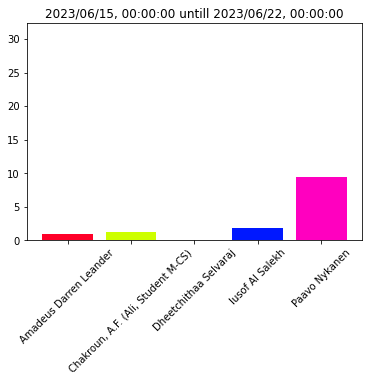 2023/06/15, 00:00:00 untill 2023/06/22, 00:00:00
30
25
20
15
10
5
0
Amadeus Darren Leander
Chakroun, A.F. (Ali, Student M-CS)
Dheetchithaa Selvaraj
Iusof Al Salekh
Paavo Nykanen